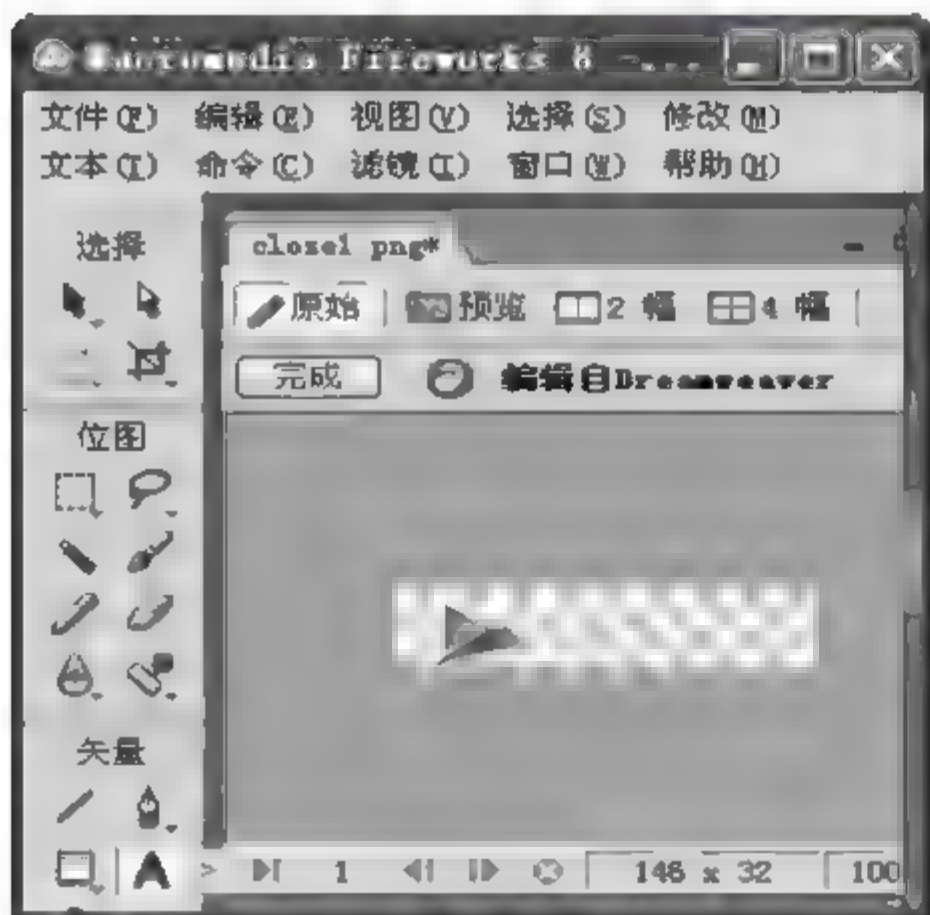 Macromedia Fireworks 8 -...
文件(F) 编辑(E) 视图(V) 选择(S) 修改(M)
文本(T) 命令(C) 滤镜(I) 窗口(W) 帮助(H)
选择
close1 png*
原始 预览 2 幅 4 幅
完成 编辑自Dreamweaver
位图
矢量
1 146 x 32 100